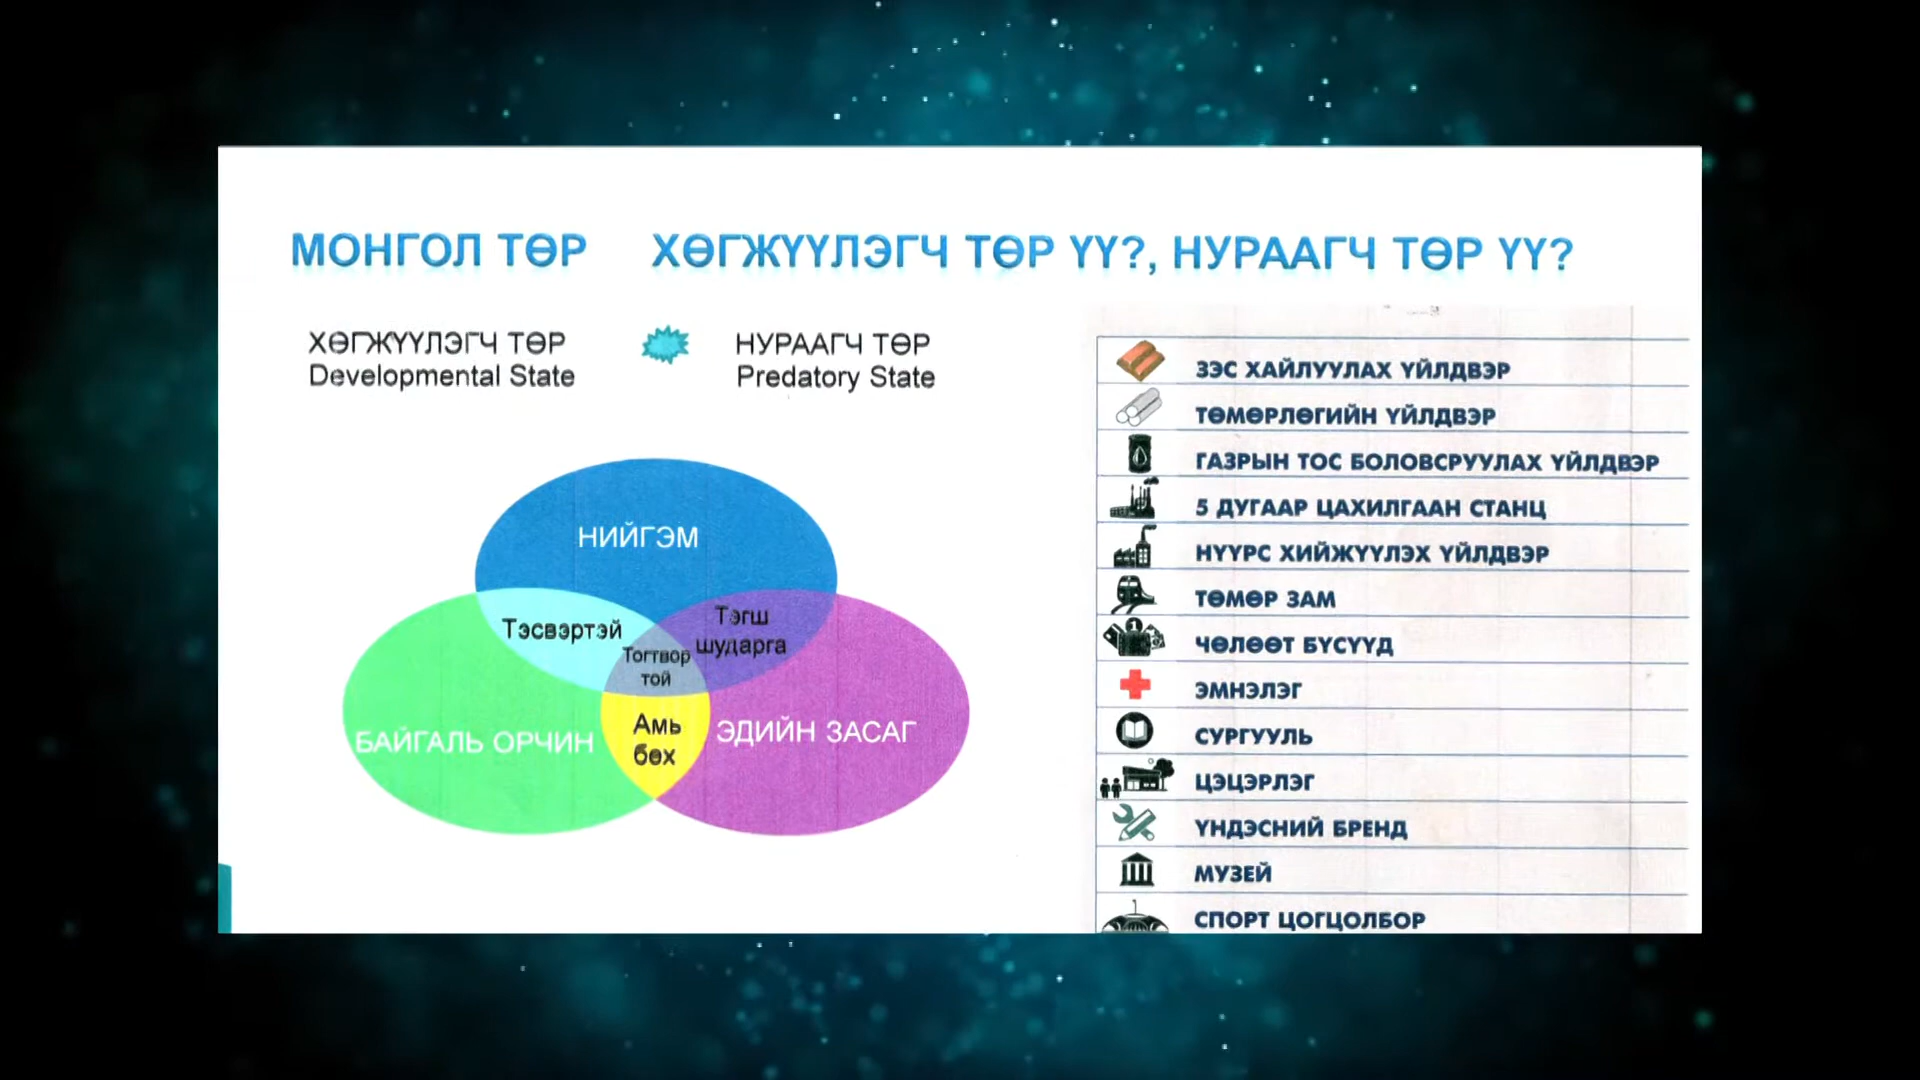 МОНГОЛ ТӨР ХӨГЖҮҮЛЭГЧ ТӨР ҮҮ?, НУРААГЧ ТӨР ҮҮ?
ХӨГЖҮҮЛЭГЧ ТӨР
Developmental State
НУРААГЧ ТӨР
Predatory State
НИЙГЭМ
Тэсвэртэй
Тэгш
шударга
Тогтвор
той
БАЙГАЛЬ ОРЧИН
Амь
бөх
ЭДИЙН ЗАСАГ
ЗЭС ХАЙЛУУЛАХ ҮЙЛДВЭР
ТӨМӨРЛӨГИЙН ҮЙЛДВЭР
ГАЗРЫН ТОС БОЛОВСРУУЛАХ ҮЙЛДВЭР
5 ДУГААР ЦАХИЛГААН СТАНЦ
НҮҮРС ХИЙЖҮҮЛЭХ ҮЙЛДВЭР
ТӨМӨР ЗАМ
ЧӨЛӨӨТ БҮСҮҮД
ЭМНЭЛЭГ
СУРГУУЛЬ
ЦЭЦЭРЛЭГ
ҮНДЭСНИЙ БРЕНД
МУЗЕЙ
СПОРТ ЦОГЦОЛБОР